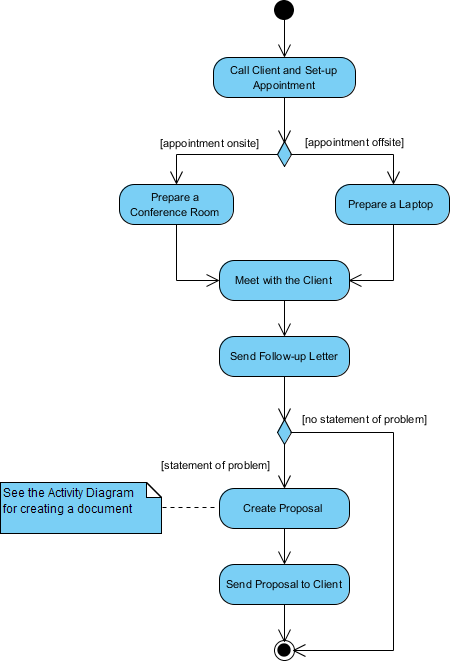 Call Client and Set-up
Appointment
[appointment onsite]
[appointment offsite]
Prepare a
Conference Room
Prepare a Laptop
Meet with the Client
Send Follow-up Letter
[no statement of problem]
[statement of problem]
See the Activity Diagram
for creating a document
Create Proposal
Send Proposal to Client